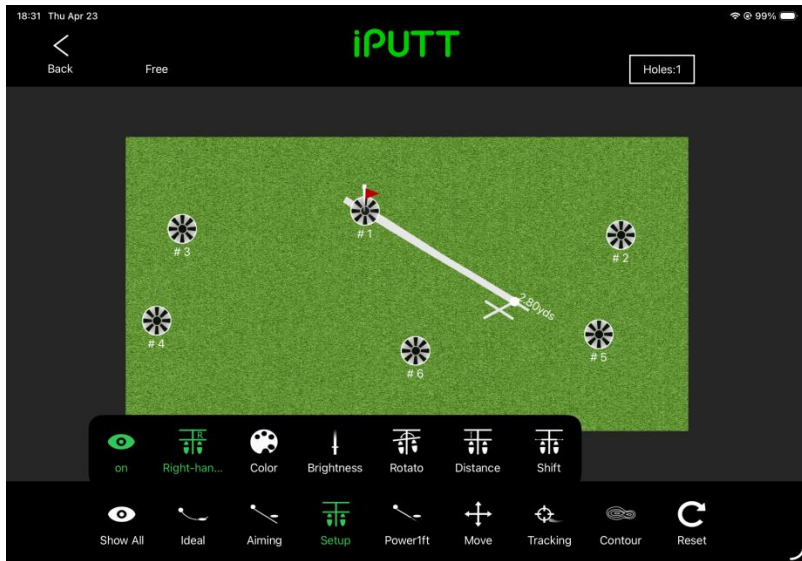 18:31 Thu Apr 23
99%
iPUTT
Back
Free
Holes:1
#1
#2
#3
2.80yds
#4
#5
#6
R
on
Right-han...
Color
Brightness
Rotato
Distance
Shift
Show All
Ideal
Aiming
Setup
Power1ft
Move
Tracking
Contour
Reset